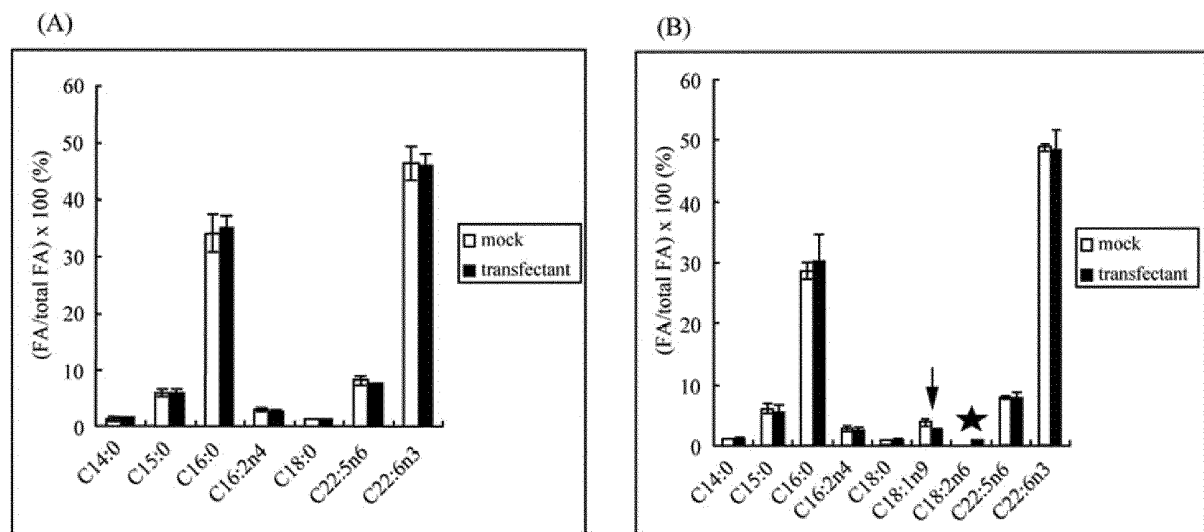 (A)
(FA/total FA) x 100 (%)
60
50
40
30
20
10
0
C14:0
C15:0
C16:0
C16:2n4
C18:0
C22:5n6
C22:6n3
mock
transfectant
(B)
(FA/total FA) x 100 (%)
60
50
40
30
20
10
0
C14:0
C15:0
C16:0
C16:2n4
C18:0
C18:1n9
C18:2n6
C22:5n6
C22:6n3
mock
transfectant